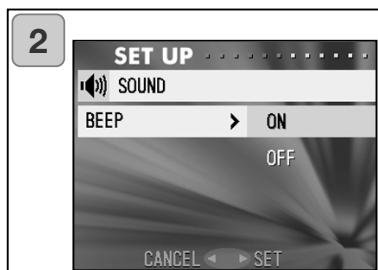 2
SET UP
SOUND
BEEP > ON
OFF
CANCEL ◄ ► SET